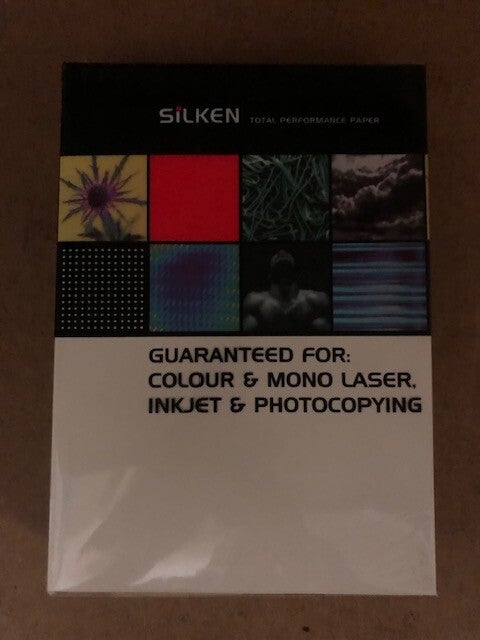 SiLKEN TOTAL PERFORMANCE PAPER
GUARANTEED FOR:
COLOUR & MONO LASER,
INKJET & PHOTOCOPYING